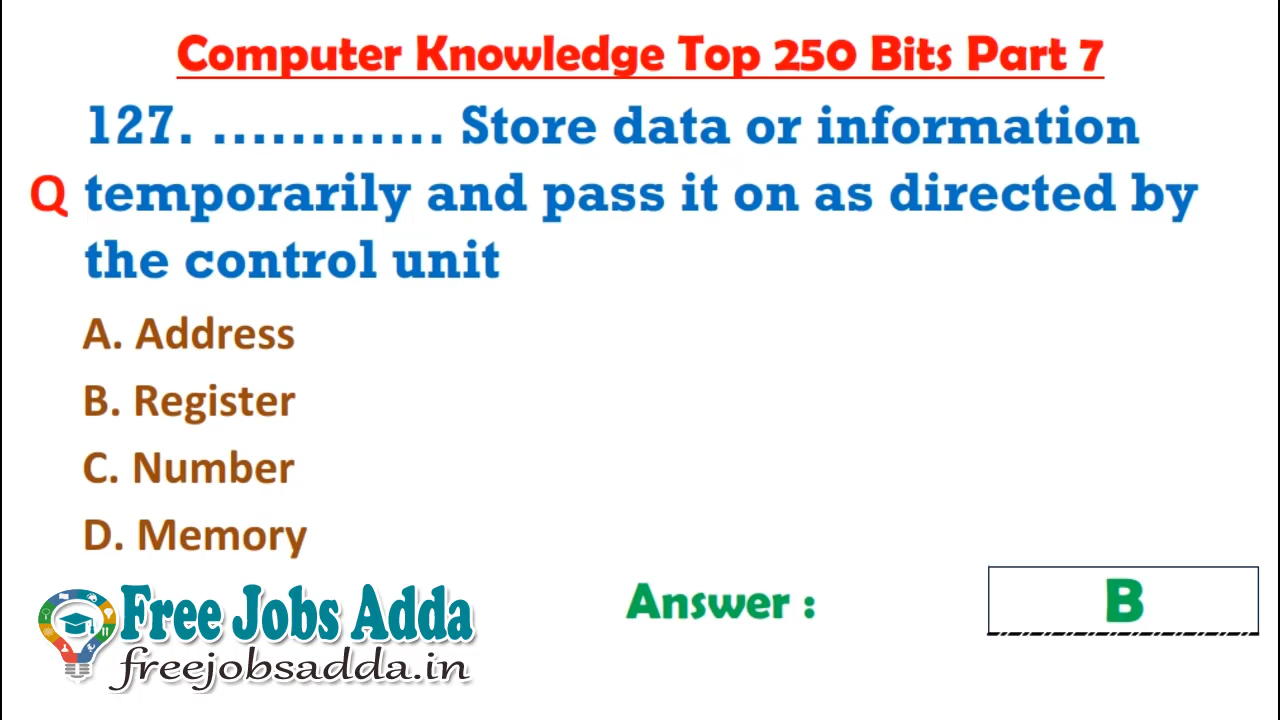 Computer Knowledge Top 250 Bits Part 7
127. ............ Store data or information
Q temporarily and pass it on as directed by
the control unit
A. Address
B. Register
C. Number
D. Memory
Free Jobs Adda
freejobsadda.in
Answer : B